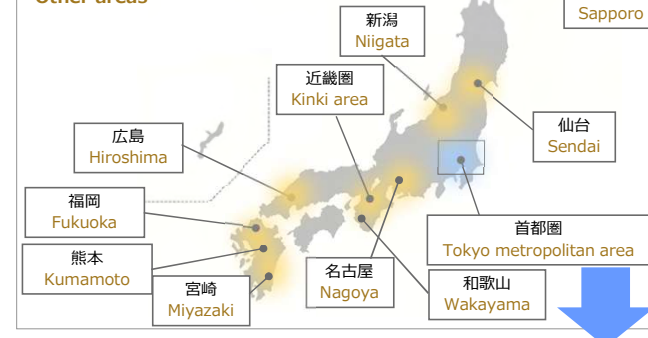 Other areas
Sapporo
新潟
Niigata
近畿圏
Kinki area
仙台
Sendai
広島
Hiroshima
福岡
Fukuoka
首都圏
Tokyo metropolitan area
熊本
Kumamoto
名古屋
Nagoya
和歌山
Wakayama
宮崎
Miyazaki